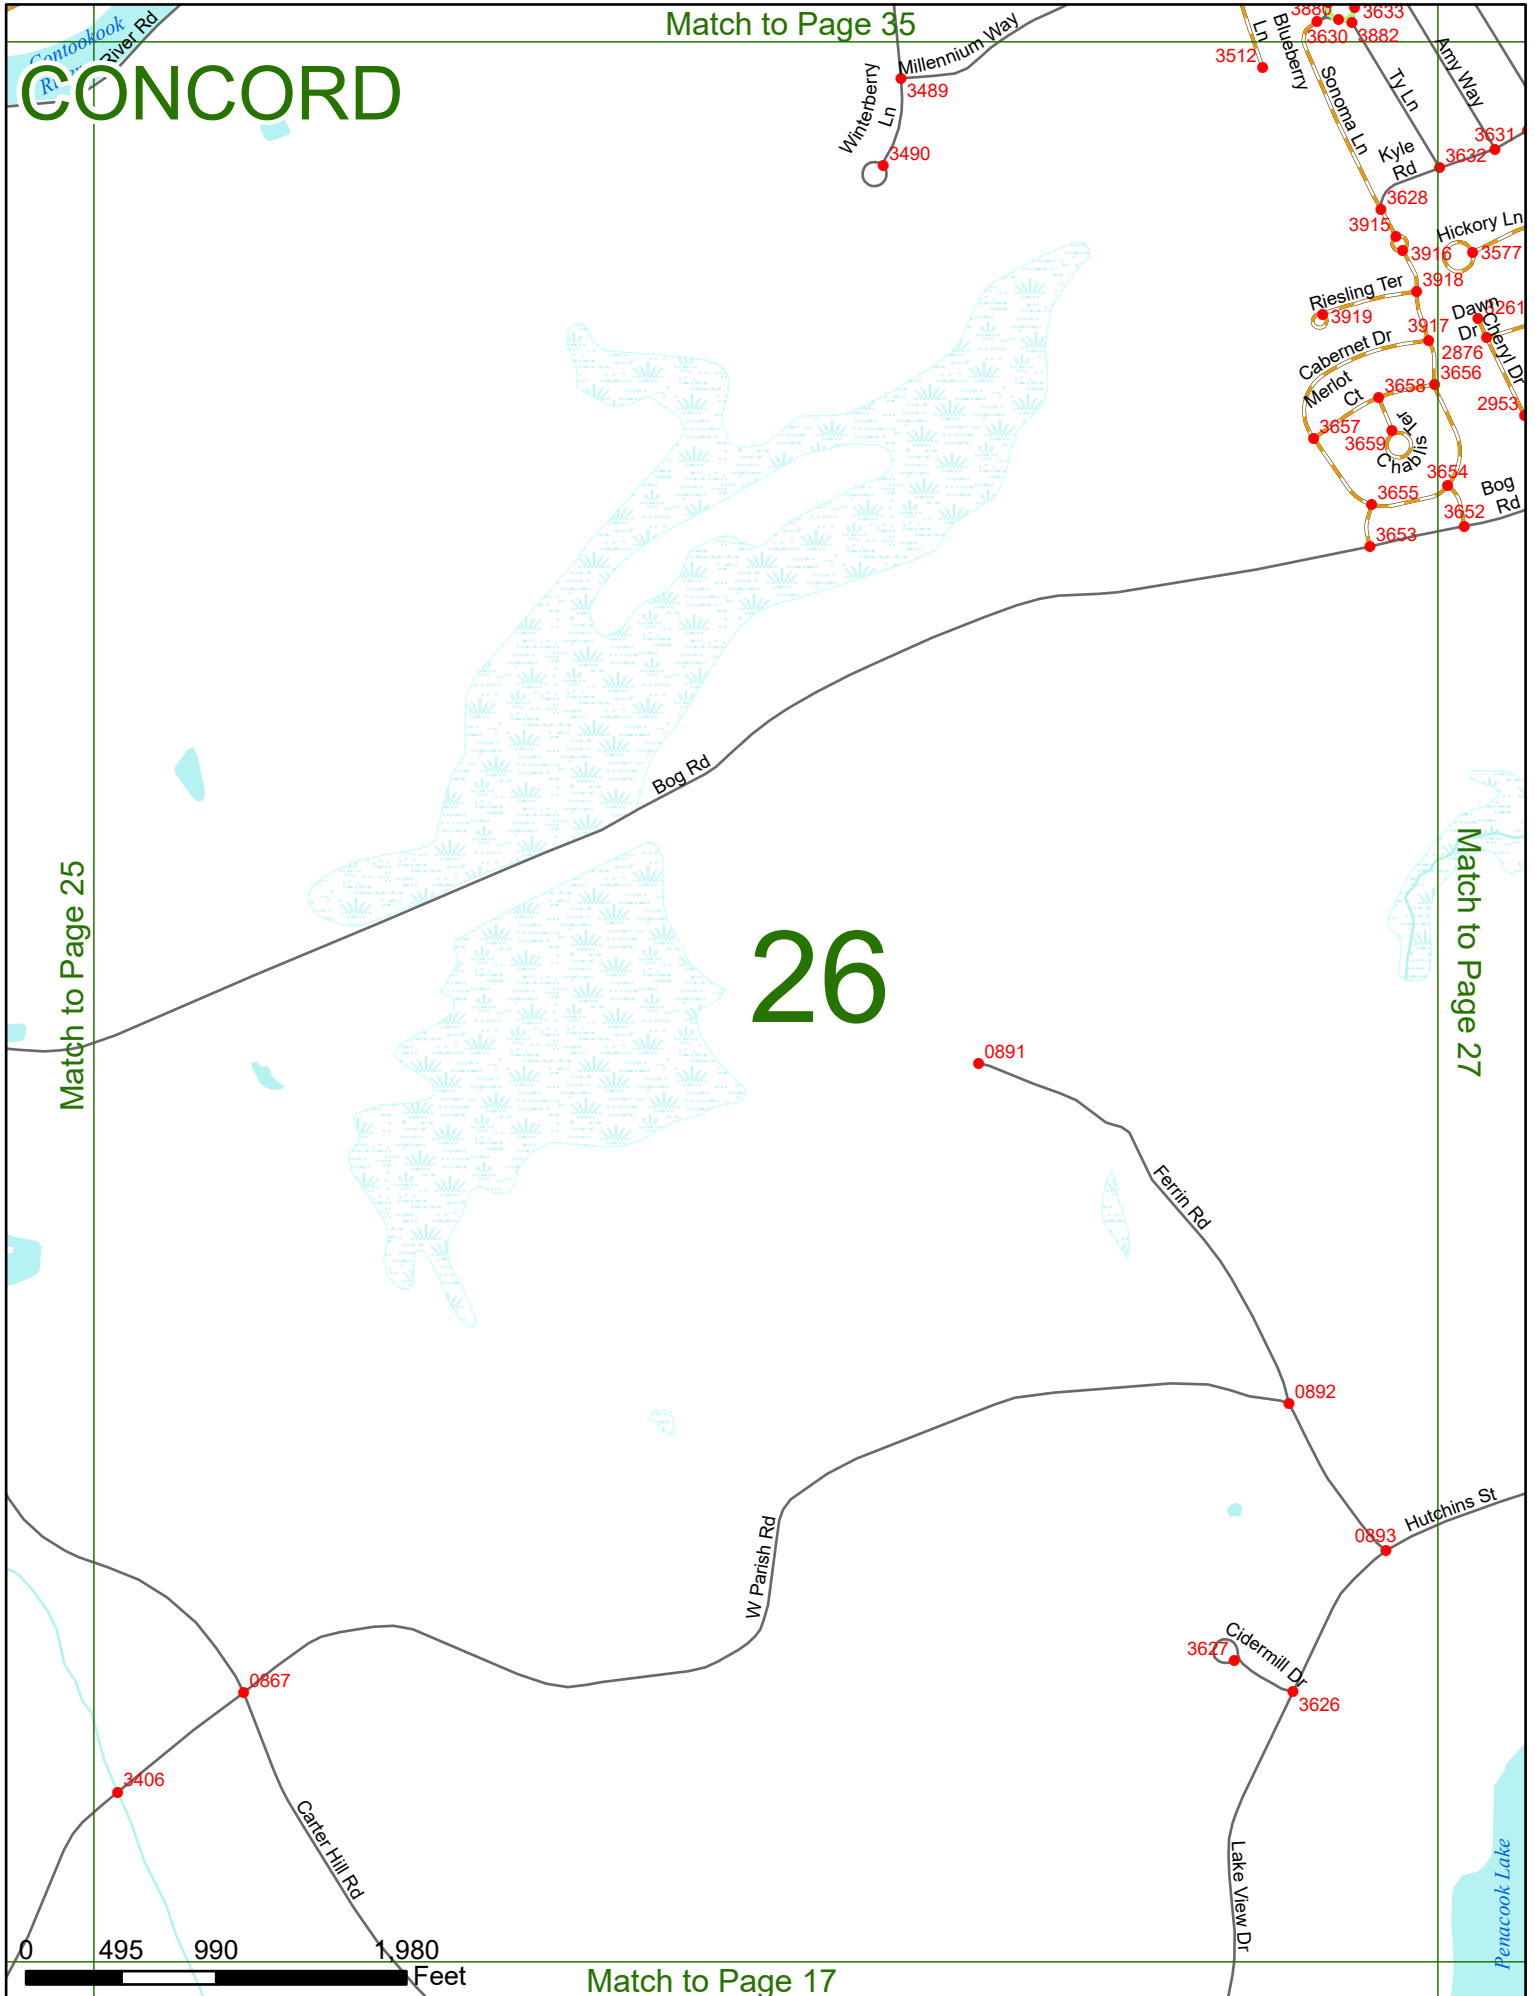 Match to Page 35
Contookook
River
River Rd
CONCORD
Millennium Way
3489
Winterberry
Ln
3490
Ln
3512
Blueberry
3880
3633
3630
3882
Sonoma Ln
Ty Ln
Amy Way
3631
3632
Kyle
Rd
3628
3915
3916
Hickory Ln
3577
3918
Riesling Ter
3919
Dawn
Dr
3261
3917
Cheryl Dr
2876
Cabernet Dr
3656
Merlot
Ct
3658
2953
3657
3659
Chablis
Ter
3654
3655
Bog
Rd
3652
3653
Bog Rd
Match to Page 25
26
Match to Page 27
0891
Ferrin Rd
0892
Hutchins St
0893
W Parish Rd
Cidermill Dr
3627
3626
0867
3406
Carter Hill Rd
Lake View Dr
Penacook Lake
0 495 990 1,980
Feet
Match to Page 17